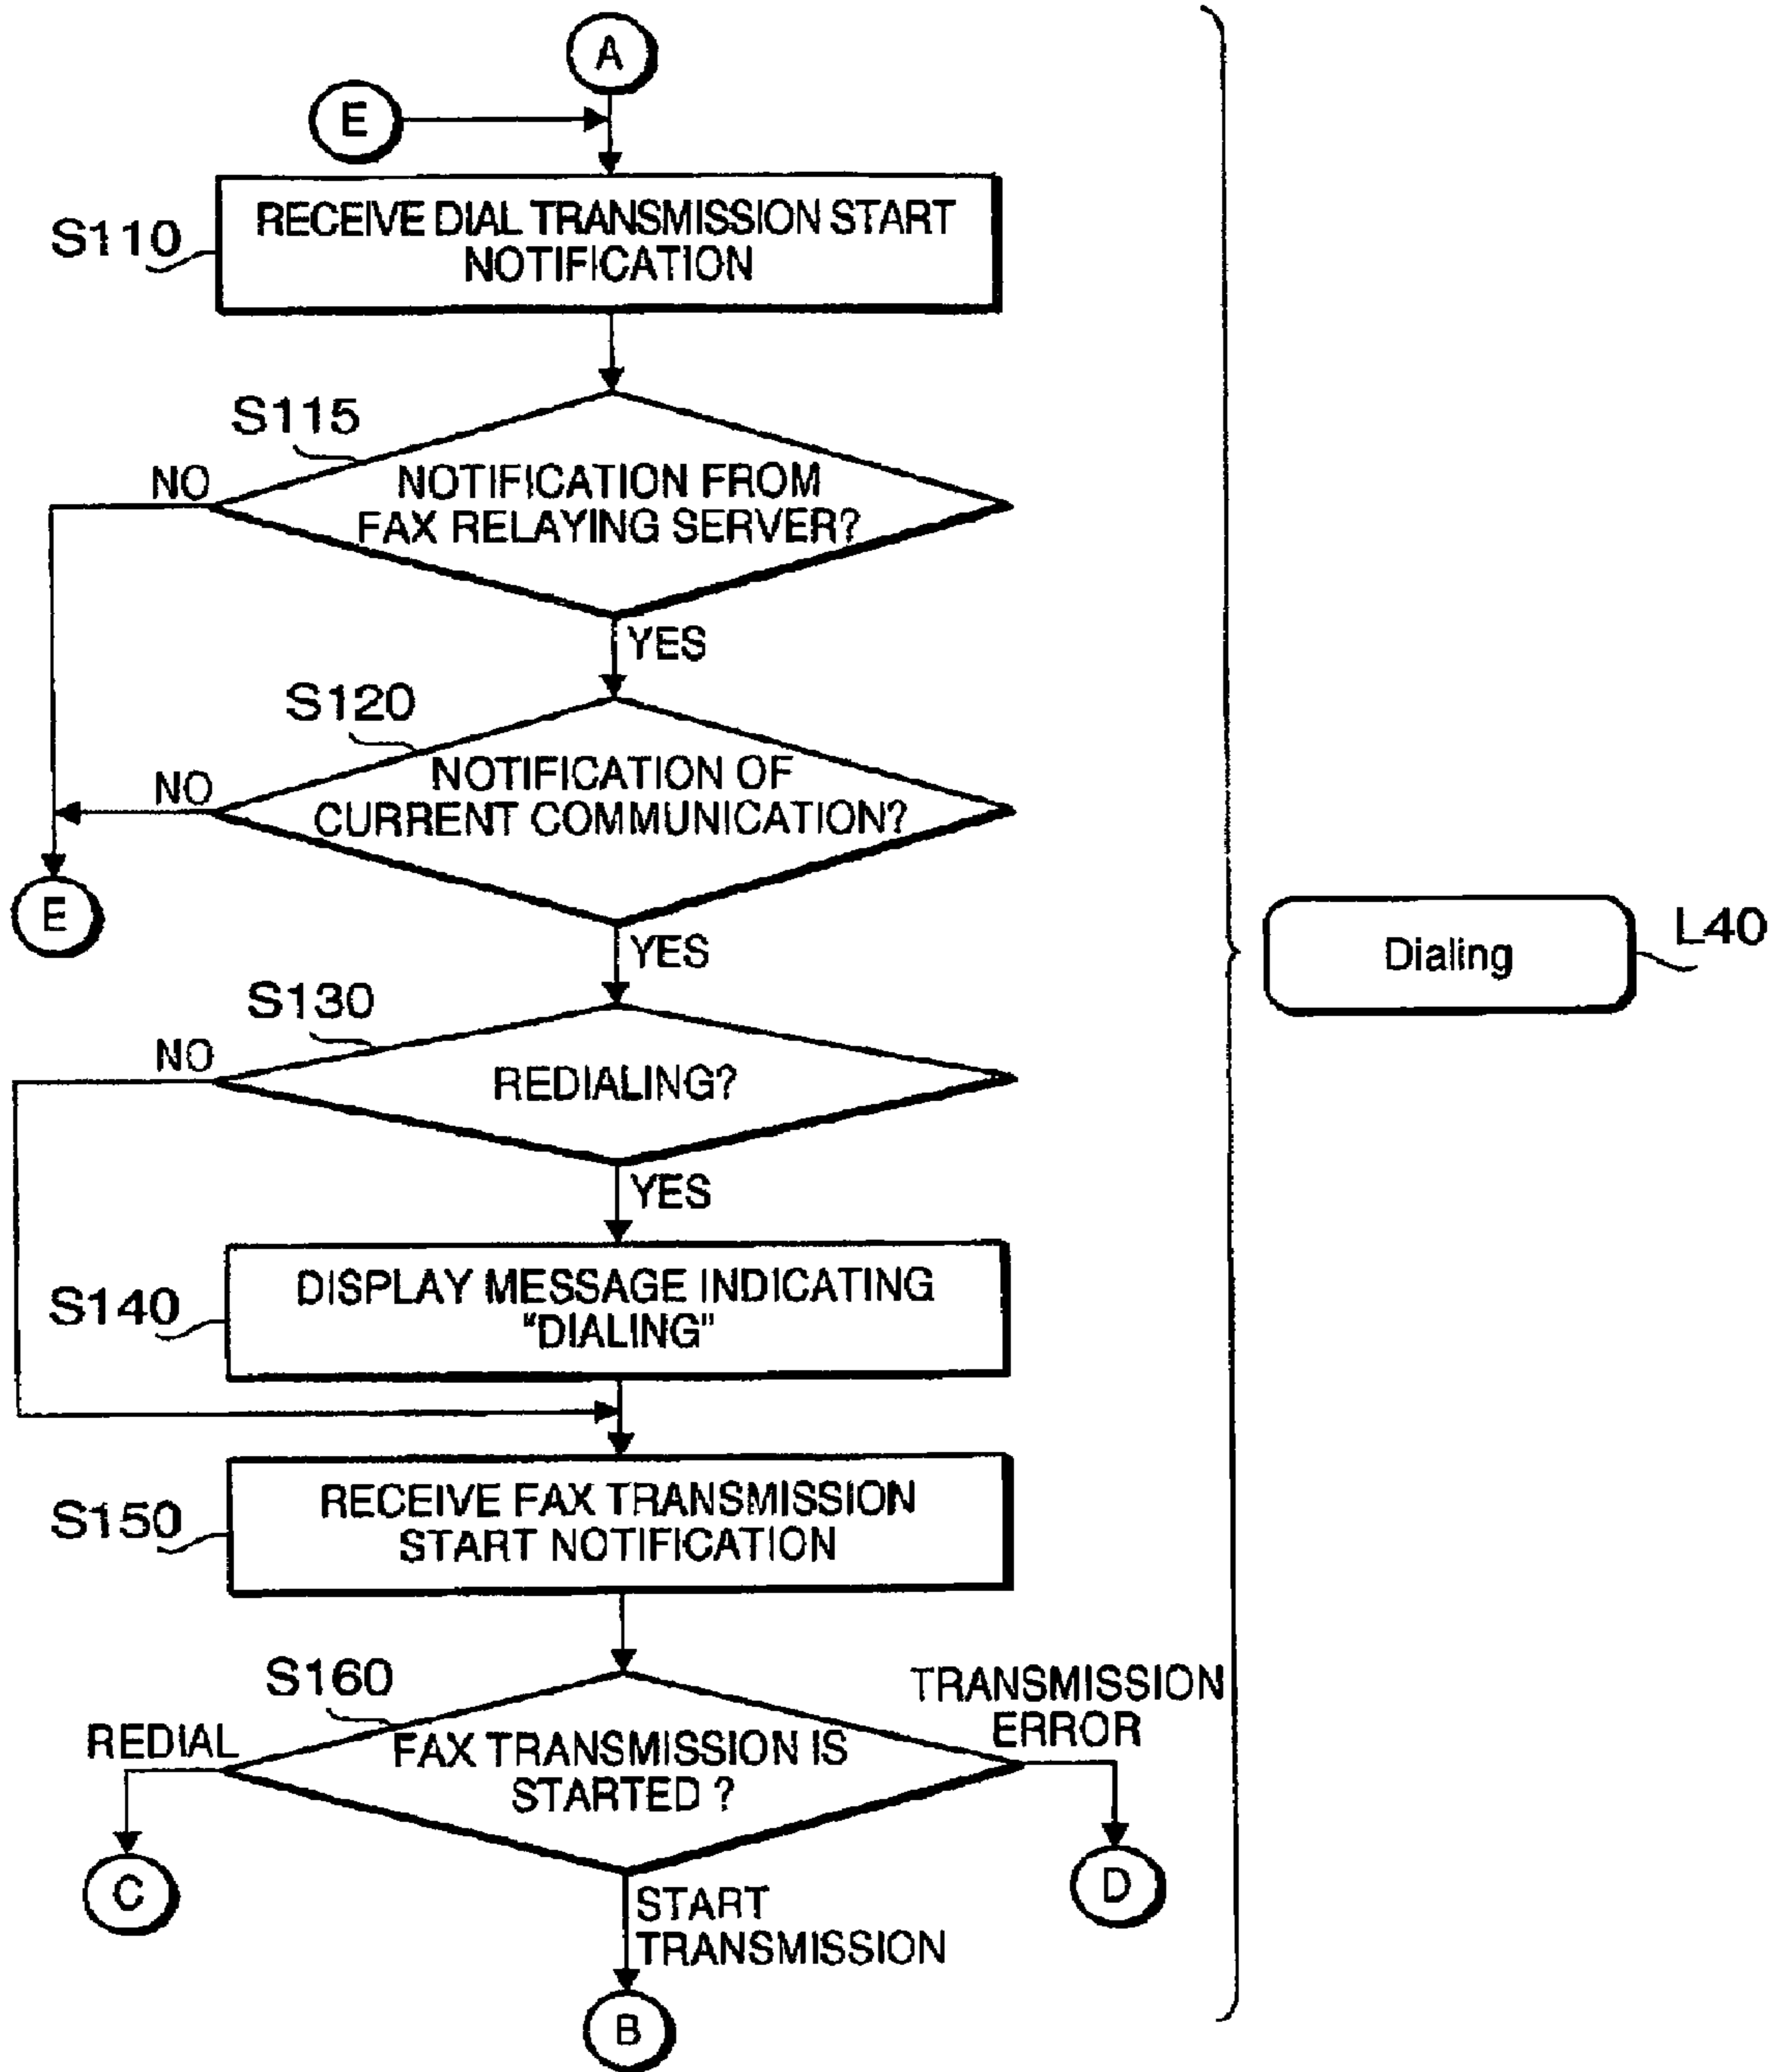 A
E
S110
RECEIVE DIAL TRANSMISSION START
NOTIFICATION
S115
NO
NOTIFICATION FROM
FAX RELAYING SERVER?
YES
S120
NO
NOTIFICATION OF
CURRENT COMMUNICATION?
E
YES
Dialing
L40
S130
NO
REDIALING?
YES
S140
DISPLAY MESSAGE INDICATING
"DIALING"
S150
RECEIVE FAX TRANSMISSION
START NOTIFICATION
S160
REDIAL
FAX TRANSMISSION IS
STARTED ?
TRANSMISSION
ERROR
C
START
TRANSMISSION
D
B